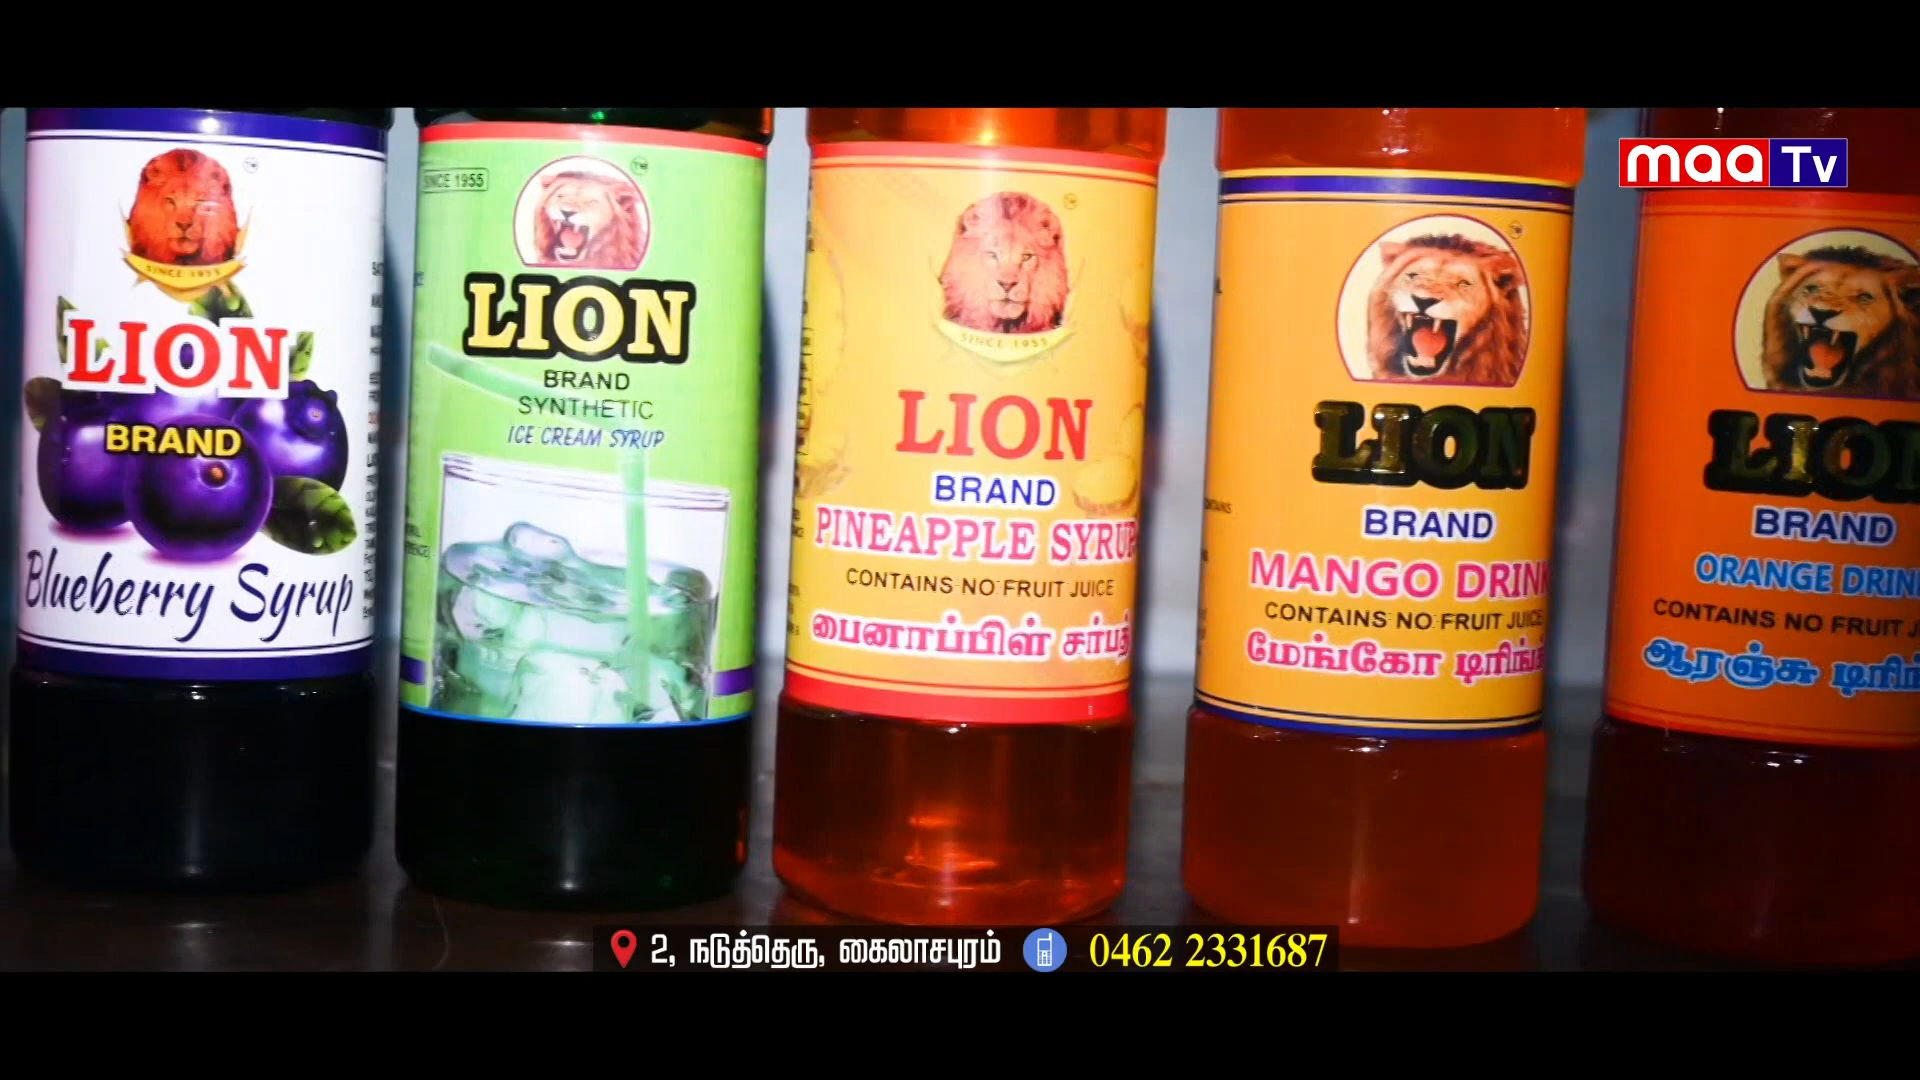 maa Tv
SINCE 1955
LION
BRAND
Blueberry Syrup
SINCE 1955
LION
BRAND
SYNTHETIC
ICE CREAM SYRUP
SINCE 1955
LION
BRAND
PINEAPPLE SYRUP
CONTAINS NO FRUIT JUICE
பைனாப்பிள் சர்பத்
LION
BRAND
MANGO DRINK
CONTAINS NO FRUIT JUICE
மேங்கோ டிரிங்
LION
BRAND
ORANGE DRIN
CONTAINS NO FRUIT J
ஆரஞ்சு டிரிங்
2, நடுத்தெரு, கைலாசபுரம் 0462 2331687